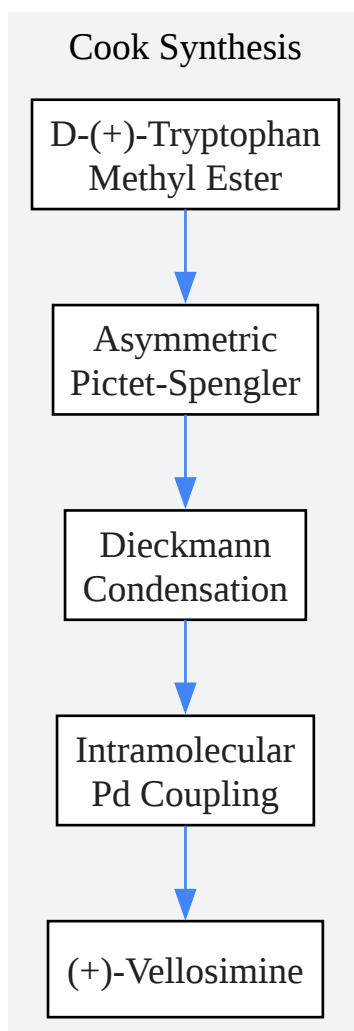 Cook Synthesis
D-(+)-Tryptophan
Methyl Ester
Asymmetric
Pictet-Spengler
Dieckmann
Condensation
Intramolecular
Pd Coupling
(+)-Vellosimine